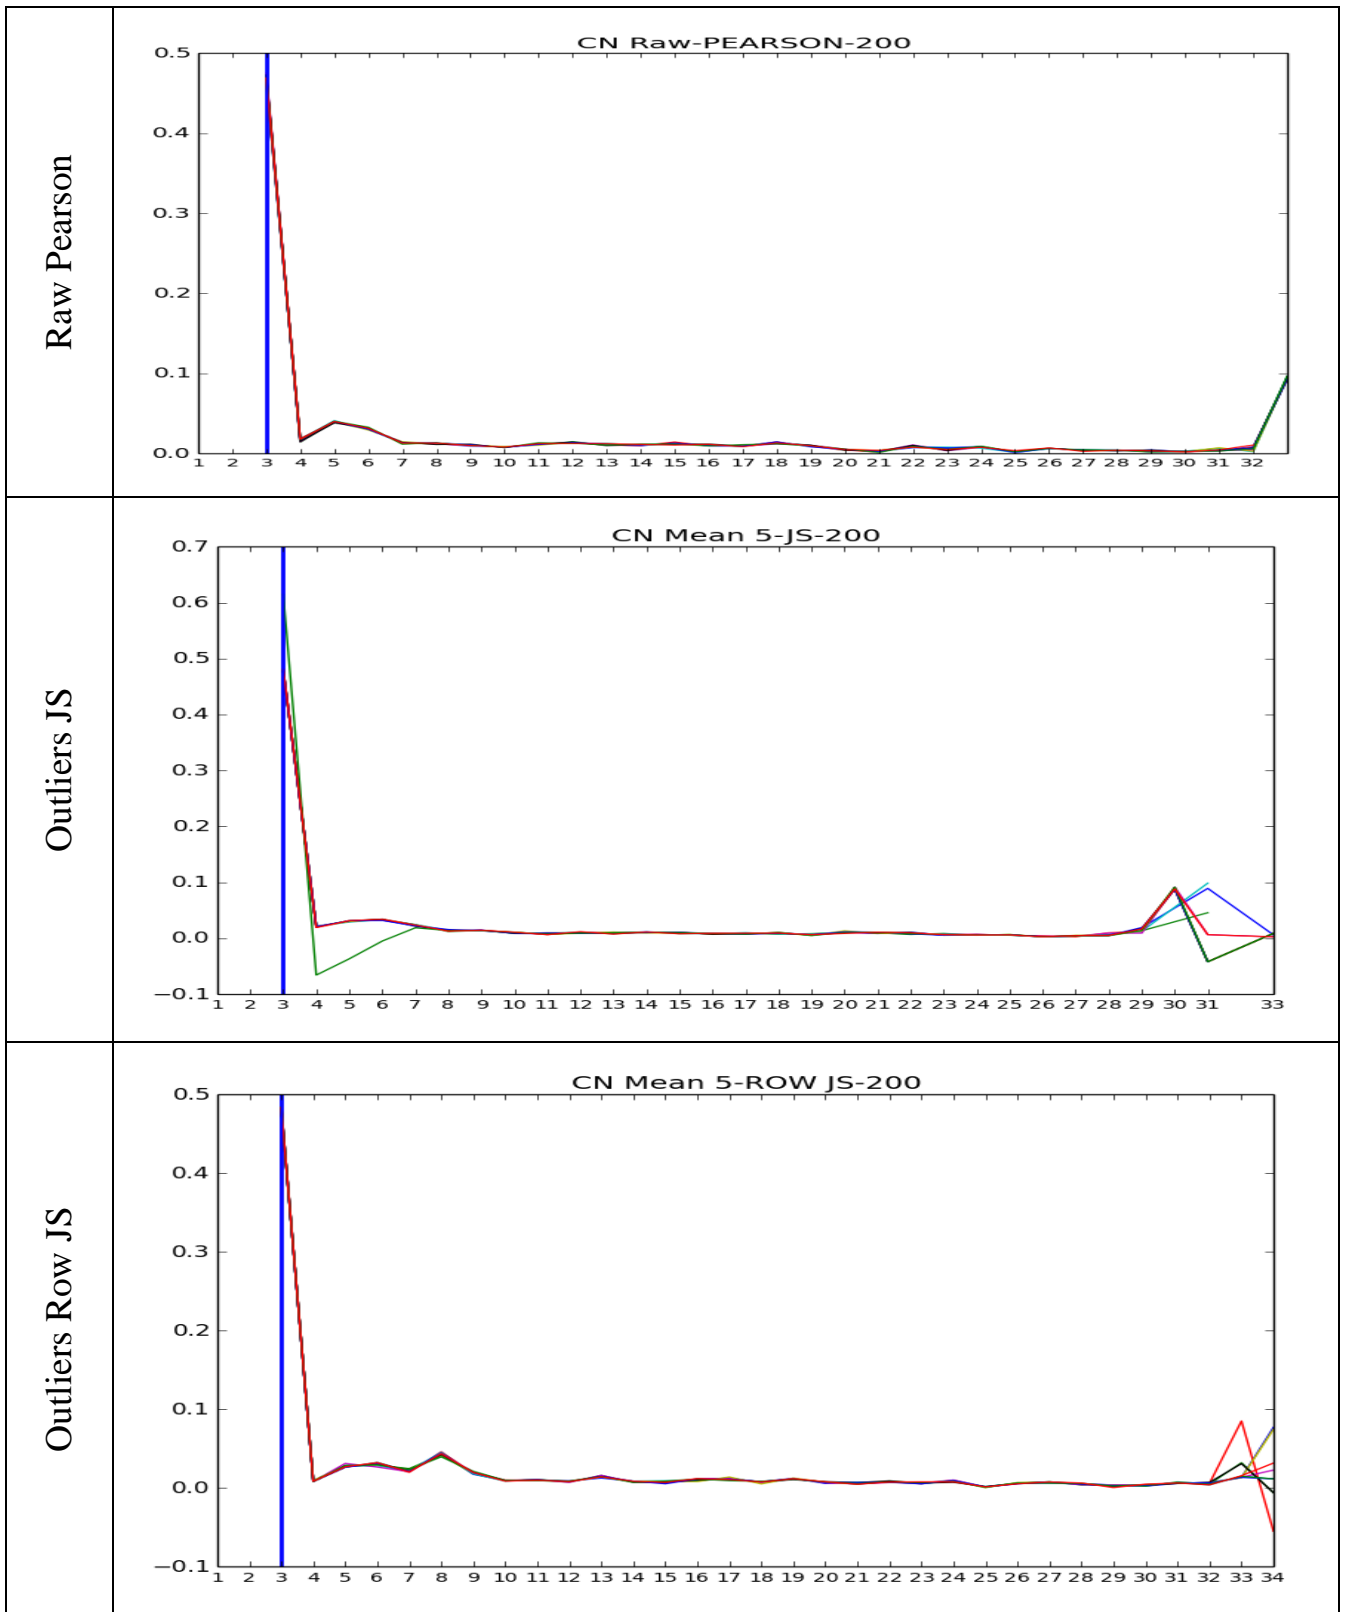 Raw Pearson
CN Raw-PEARSON-200
0.5
0.4
0.3
0.2
0.1
0.0
1 2 3 4 5 6 7 8 9 10 11 12 13 14 15 16 17 18 19 20 21 22 23 24 25 26 27 28 29 30 31 32
Outliers JS
CN Mean 5-JS-200
0.7
0.6
0.5
0.4
0.3
0.2
0.1
0.0
−0.1
1 2 3 4 5 6 7 8 9 10 11 12 13 14 15 16 17 18 19 20 21 22 23 24 25 26 27 28 29 30 31 33
Outliers Row JS
CN Mean 5-ROW JS-200
0.5
0.4
0.3
0.2
0.1
0.0
−0.1
1 2 3 4 5 6 7 8 9 10 11 12 13 14 15 16 17 18 19 20 21 22 23 24 25 26 27 28 29 30 31 32 33 34